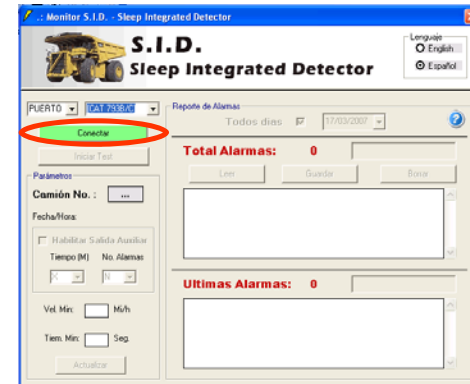 .: Monitor S.I.D. - Sleep Integrated Detector
S.I.D.
Sleep Integrated Detector
Lenguaje
English
Español
PUERTO
CAT 793B/C
Conectar
Iniciar Test
Parámetros
Camión No. :
...
Fecha/Hora:
Habilitar Salida Auxiliar
Tiempo (M)
No. Alarmas
X
N
Vel. Min:
Mi/h
Tiem. Min:
Seg.
Actualizar
Reporte de Alarmas
Todos dias
17/03/2007
?
Total Alarmas: 0
Leer
Guardar
Borrar
Ultimas Alarmas: 0